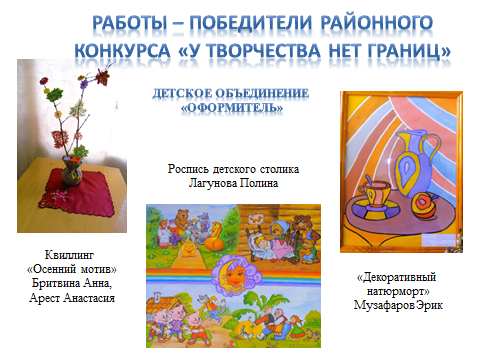 РАБОТЫ – ПОБЕДИТЕЛИ РАЙОННОГО
КОНКУРСА «У ТВОРЧЕСТВА НЕТ ГРАНИЦ»
ДЕТСКОЕ ОБЪЕДИНЕНИЕ
«ОФОРМИТЕЛЬ»
Роспись детского столика
Лагунова Полина
Квиллинг
«Осенний мотив»
Бритвина Анна,
Арест Анастасия
«Декоративный
натюрморт»
Музафаров Эрик